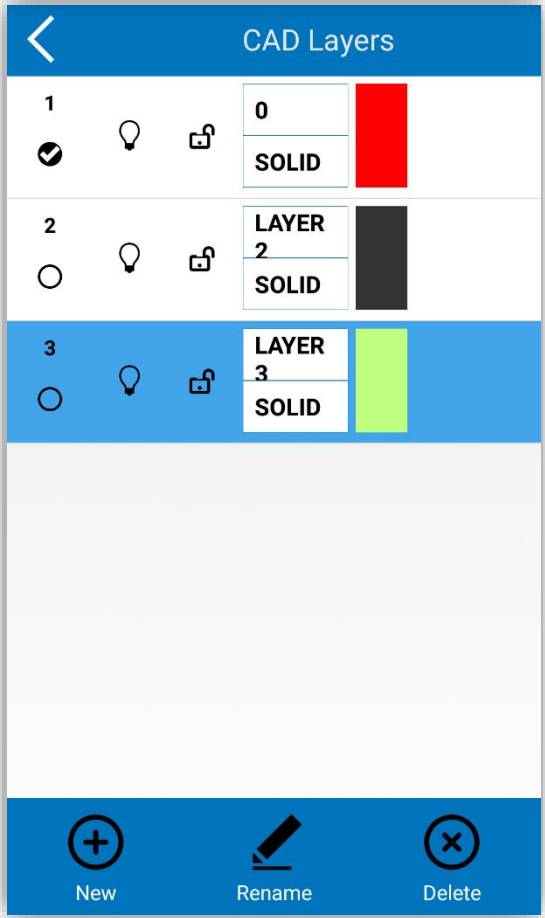 CAD Layers
1
0
SOLID
2
LAYER
2
SOLID
3
LAYER
3
SOLID
New Rename Delete